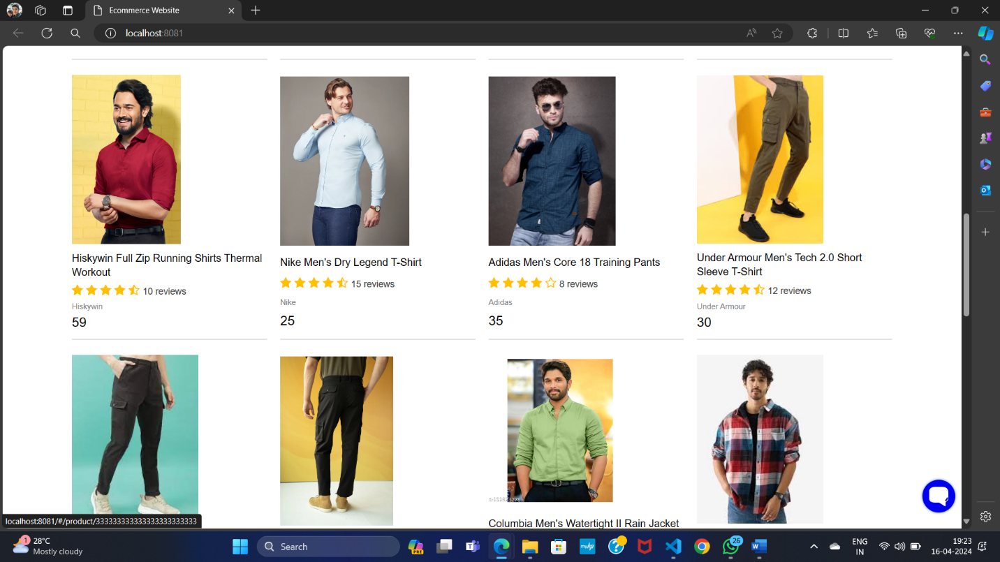 Ecommerce Website
localhost:8081
Hiskywin Full Zip Running Shirts Thermal
Workout
10 reviews
Hiskywin
59
Nike Men's Dry Legend T-Shirt
15 reviews
Nike
25
Adidas Men's Core 18 Training Pants
8 reviews
Adidas
35
Under Armour Men's Tech 2.0 Short
Sleeve T-Shirt
12 reviews
Under Armour
30
Columbia Men's Watertight II Rain Jacket
localhost:8081/#/product/333333333333333333333333
1
28°C
Mostly cloudy
Search
PRE
myhp
26
ENG
IN
19:23
16-04-2024